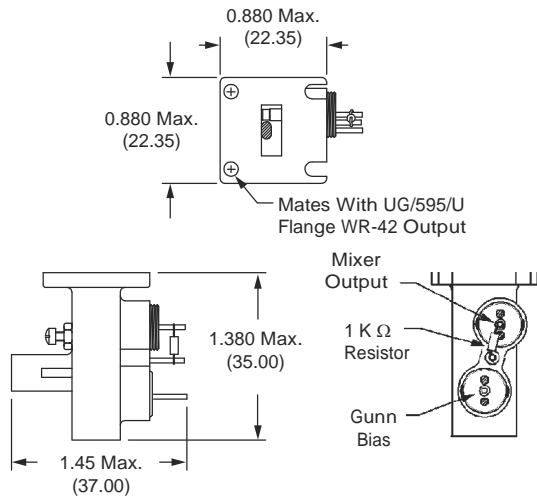 0.880 Max.
(22.35)
0.880 Max.
(22.35)
Mates With UG/595/U
Flange WR-42 Output
Mixer
Output
1 K Ω
Resistor
Gunn
Bias
1.380 Max.
(35.00)
1.45 Max.
(37.00)